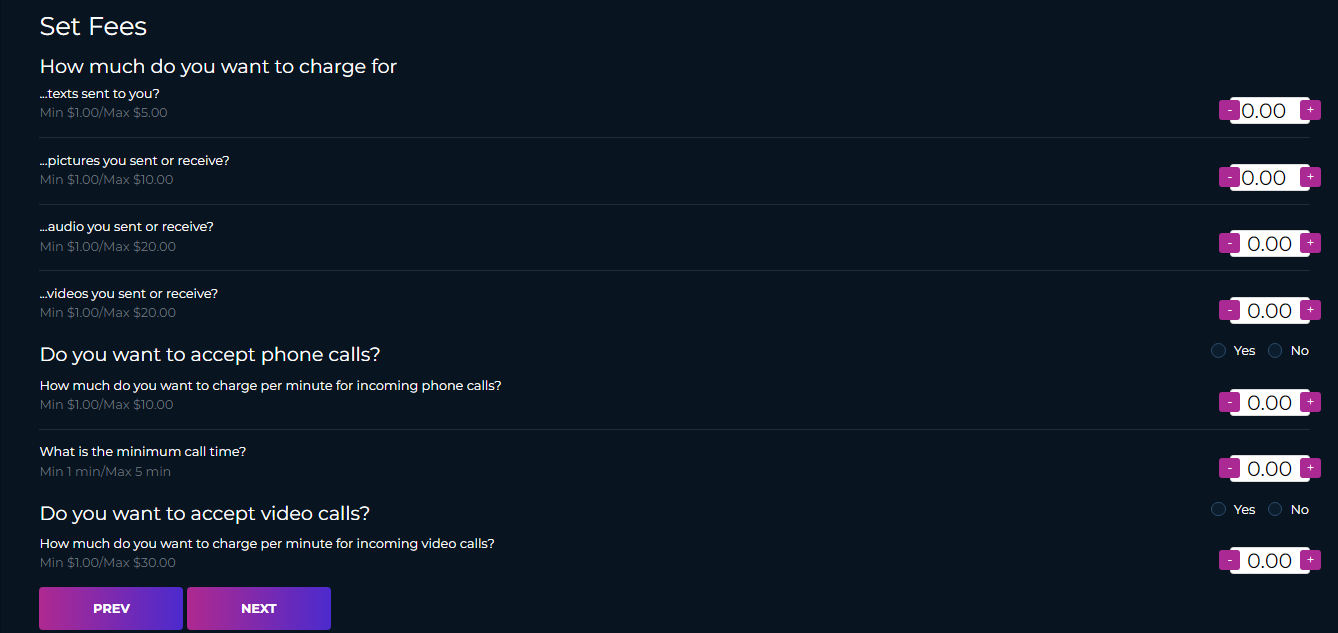 Set Fees
How much do you want to charge for
...texts sent to you?
Min $1.00/Max $5.00
- 0.00 +
...pictures you sent or receive?
Min $1.00/Max $10.00
- 0.00 +
...audio you sent or receive?
Min $1.00/Max $20.00
- 0.00 +
...videos you sent or receive?
Min $1.00/Max $20.00
- 0.00 +
Do you want to accept phone calls?
Yes No
How much do you want to charge per minute for incoming phone calls?
Min $1.00/Max $10.00
- 0.00 +
What is the minimum call time?
Min 1 min/Max 5 min
- 0.00 +
Do you want to accept video calls?
Yes No
How much do you want to charge per minute for incoming video calls?
Min $1.00/Max $30.00
- 0.00 +
PREV NEXT